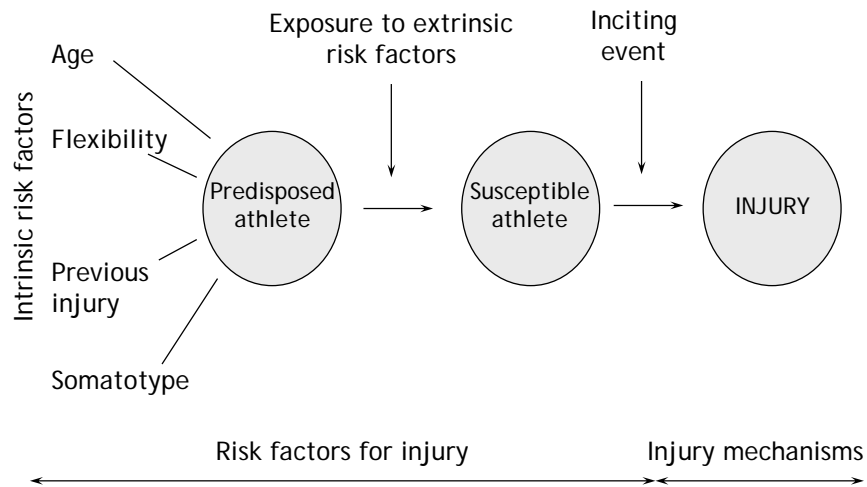 Intrinsic risk factors
Age
Flexibility
Previous
injury
Somatotype
Predisposed
athlete
Exposure to extrinsic
risk factors
Susceptible
athlete
Inciting
event
INJURY
Risk factors for injury
Injury mechanisms